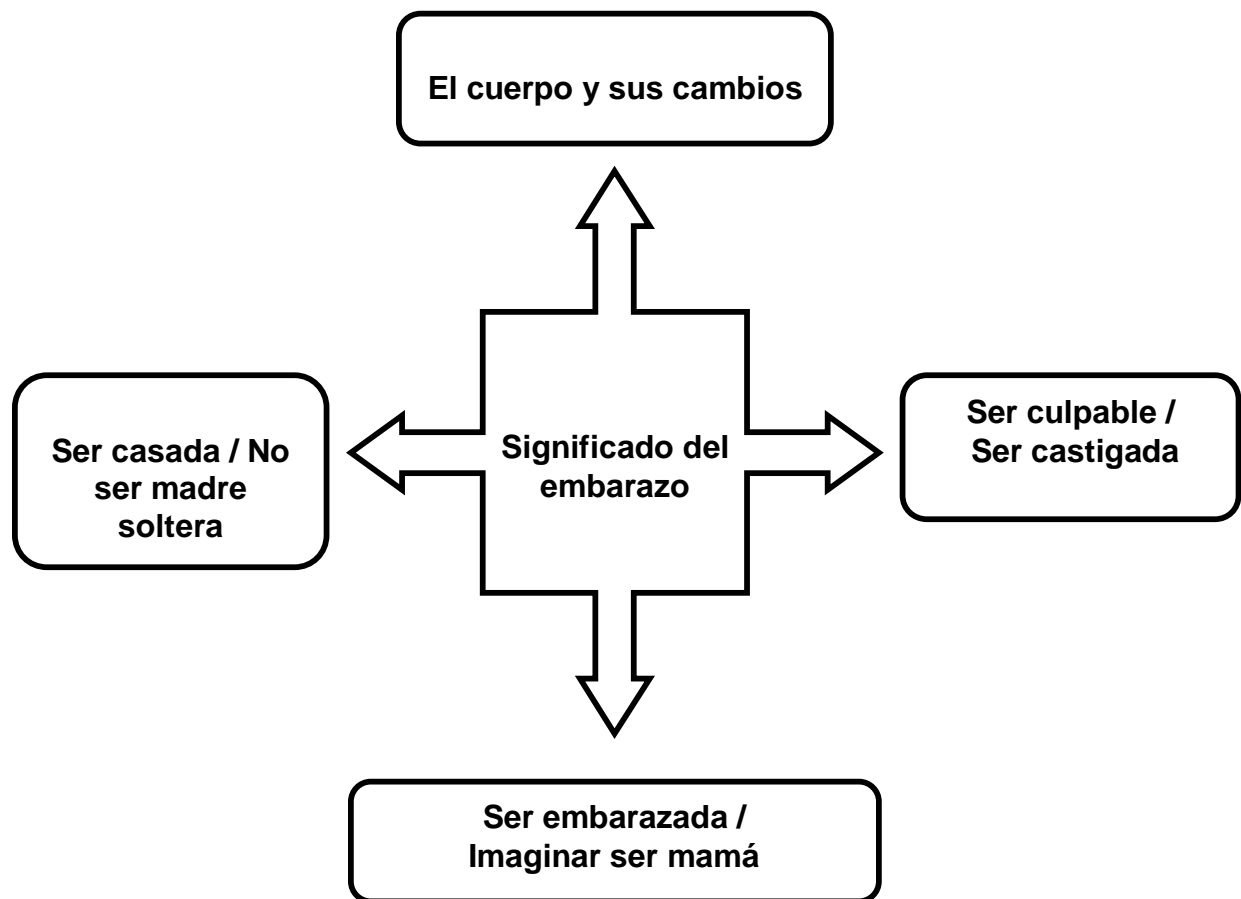 El cuerpo y sus cambios
Ser casada / No
ser madre
soltera
Significado del
embarazo
Ser culpable /
Ser castigada
Ser embarazada /
Imaginar ser mamá